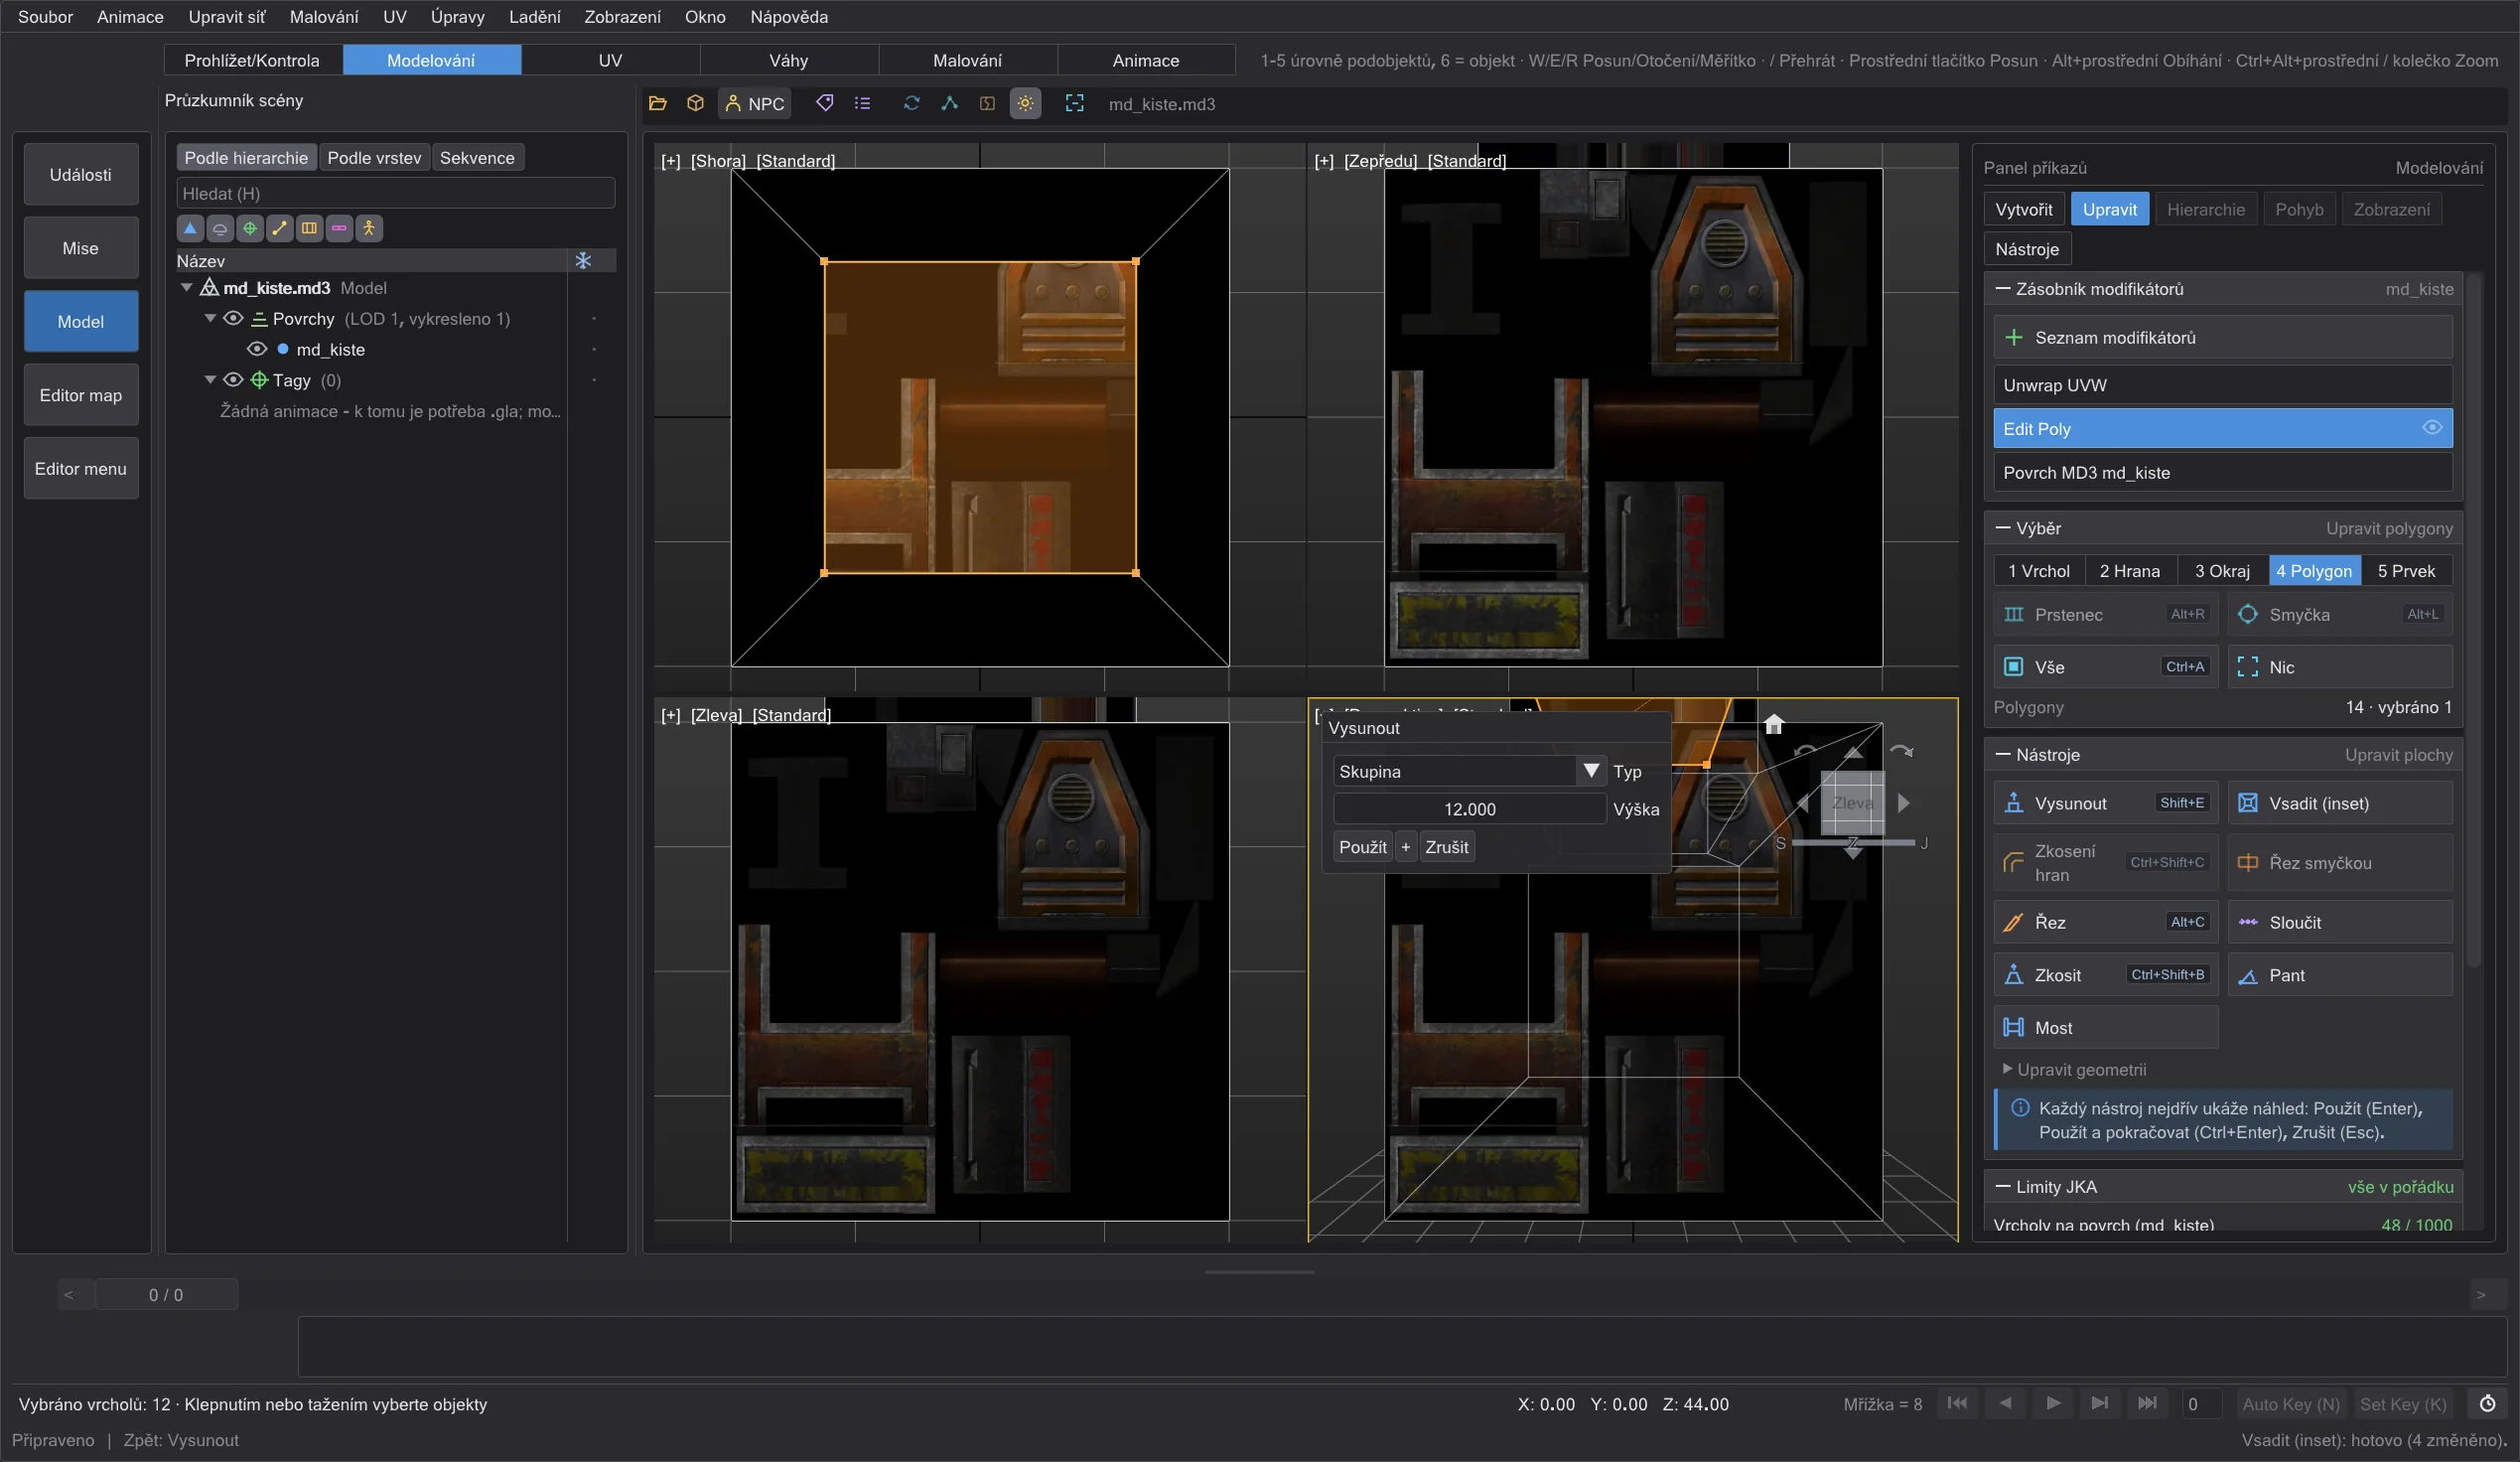 Soubor Animace Upravit síť Malování UV Úpravy Ladění Zobrazení Okno Nápověda
Prohlížet/Kontrola Modelování UV Váhy Malování Animace 1-5 úrovně podobjektů, 6 = objekt · W/E/R Posun/Otočení/Měřítko · / Přehrát · Prostřední tlačítko Posun · Alt+prostřední Obíhání · Ctrl+Alt+prostřední / kolečko Zoom
Průzkumník scény
NPC md_kiste.md3
Události
Mise
Model
Editor map
Editor menu
Podle hierarchie Podle vrstev Sekvence
Hledat (H)
Název
md_kiste.md3 Model
Povrchy (LOD 1, vykresleno 1)
md_kiste
Tagy (0)
Žádná animace - k tomu je potřeba .gla; mo...
[+] [Shora] [Standard]
[+] [Zepředu] [Standard]
[+] [Zleva] [Standard]
Vysunout
Skupina Typ
12.000 Výška
Použít + Zrušit
Zleva
S Z J
Panel příkazů Modelování
Vytvořit Upravit Hierarchie Pohyb Zobrazení
Nástroje
Zásobník modifikátorů md_kiste
Seznam modifikátorů
Unwrap UVW
Edit Poly
Povrch MD3 md_kiste
Výběr Upravit polygony
1 Vrchol 2 Hrana 3 Okraj 4 Polygon 5 Prvek
Prstenec Alt+R Smyčka Alt+L
Vše Ctrl+A Nic
Polygony 14 · vybráno 1
Nástroje Upravit plochy
Vysunout Shift+E Vsadit (inset)
Zkosení hran Ctrl+Shift+C Řez smyčkou
Řez Alt+C Sloučit
Zkosit Ctrl+Shift+B Pant
Most
Upravit geometrii
Každý nástroj nejdřív ukáže náhled: Použít (Enter),
Použít a pokračovat (Ctrl+Enter), Zrušit (Esc).
Limity JKA vše v pořádku
Vrcholy na povrch (md_kiste) 48 / 1000
< 0 / 0 >
Vybráno vrcholů: 12 · Klepnutím nebo tažením vyberte objekty X: 0.00 Y: 0.00 Z: 44.00 Mřížka = 8 0 Auto Key (N) Set Key (K)
Připraveno | Zpět: Vysunout Vsadit (inset): hotovo (4 změněno).